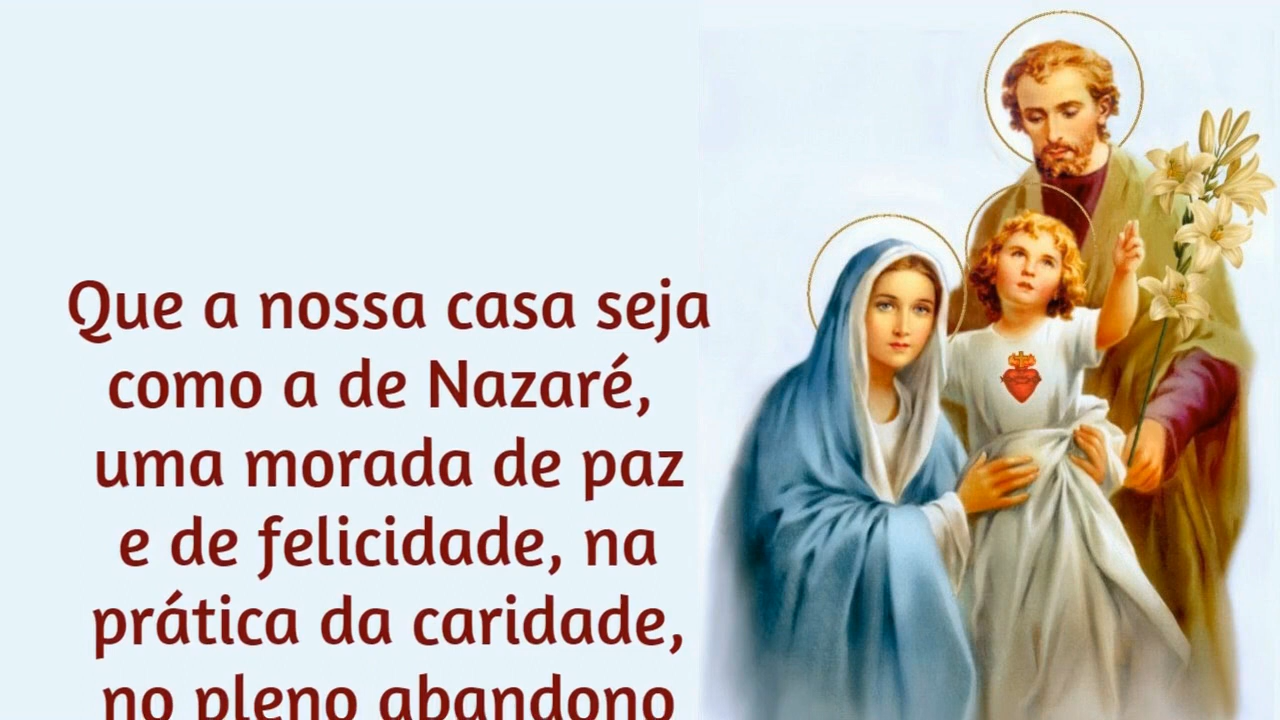 Que a nossa casa seja
como a de Nazaré,
uma morada de paz
e de felicidade, na
prática da caridade,
no pleno abandono